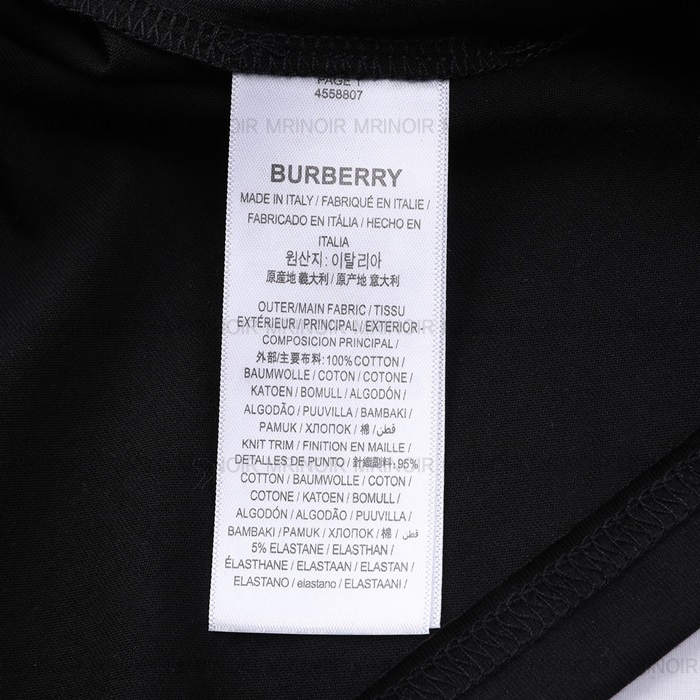 PAGE 1
4558807
MRINOIR MRINOIR
BURBERRY
MADE IN ITALY / FABRIQUÉ EN ITALIE /
FABRICADO EN ITÁLIA / HECHO EN
ITALIA
원산지: 이탈리아
原産地 義大利 / 原产地 意大利
OUTER/MAIN FABRIC / TISSU
EXTÉRIEUR / PRINCIPAL / EXTERIOR -
COMPOSICION PRINCIPAL /
外部/主要布料: 100% COTTON /
BAUMWOLLE / COTON / COTONE /
KATOEN / BOMULL / ALGODÓN /
ALGODÃO / PUUVILLA / BAMBAKI /
PAMUK / ХЛОПОК / 棉 / قطن
KNIT TRIM / FINITION EN MAILLE /
DETALLES DE PUNTO / 針織副料: 95%
COTTON / BAUMWOLLE / COTON /
COTONE / KATOEN / BOMULL /
ALGODÓN / ALGODÃO / PUUVILLA /
BAMBAKI / PAMUK / ХЛОПОК / 棉 / قطن
5% ELASTANE / ELASTHAN /
ÉLASTHANE / ELASTAAN / ELASTAN /
ELASTANO / elastano / ELASTAANI /